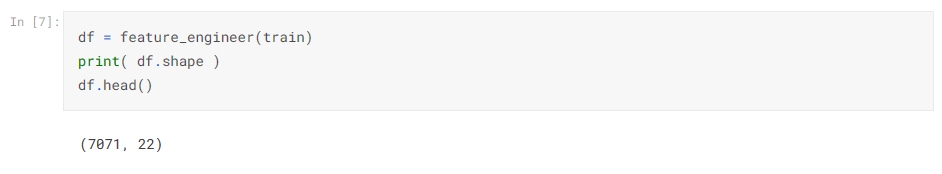 In [7]:
df = feature_engineer(train)
print( df.shape )
df.head()
(7071, 22)